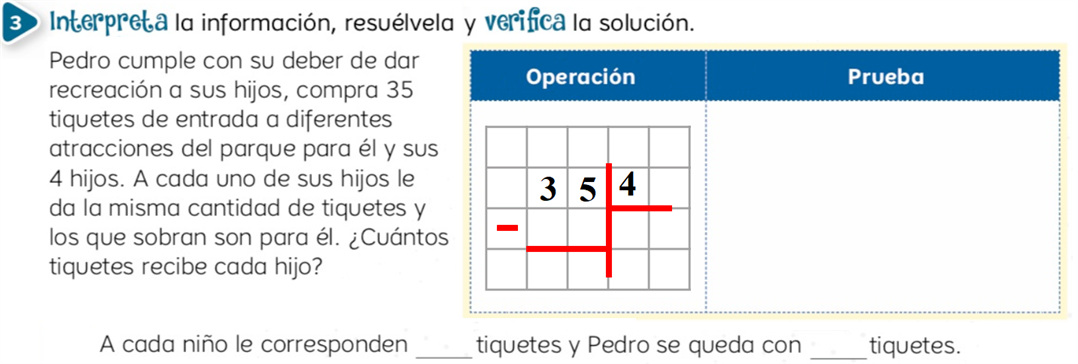 3 Interpreta la información, resuélvela y verifica la solución.
Pedro cumple con su deber de dar
recreación a sus hijos, compra 35
tiquetes de entrada a diferentes
atracciones del parque para él y sus
4 hijos. A cada uno de sus hijos le
da la misma cantidad de tiquetes y
los que sobran son para él. ¿Cuántos
tiquetes recibe cada hijo?
Operación
Prueba
3 5 4
-
A cada niño le corresponden ____ tiquetes y Pedro se queda con ____ tiquetes.